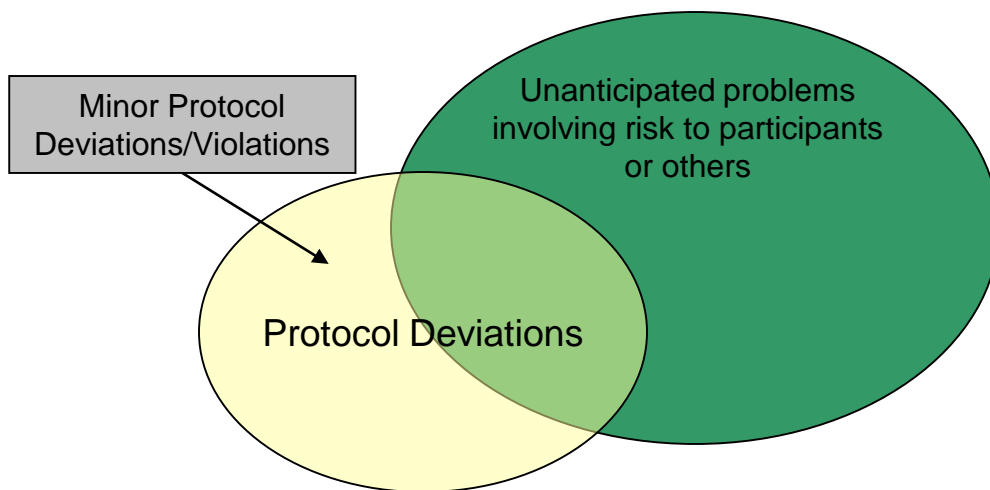 Minor Protocol
Deviations/Violations
Unanticipated problems
involving risk to participants
or others
Protocol Deviations